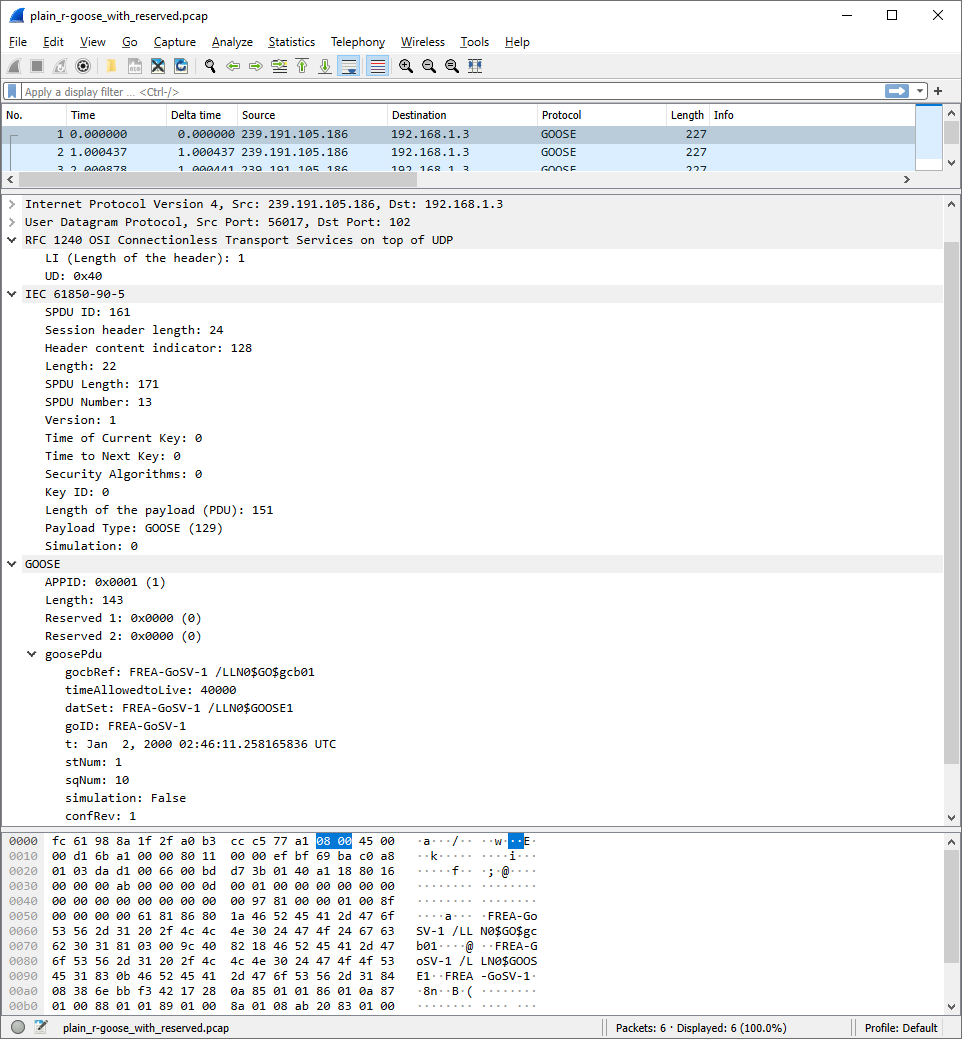 plain_r-goose_with_reserved.pcap
File Edit View Go Capture Analyze Statistics Telephony Wireless Tools Help
Apply a display filter ... <Ctrl-/>
No. Time Delta time Source Destination Protocol Length Info
1 0.000000 0.000000 239.191.105.186 192.168.1.3 GOOSE 227
2 1.000437 1.000437 239.191.105.186 192.168.1.3 GOOSE 227
3 2.000878 1.000441 239.191.105.186 192.168.1.3 GOOSE 227
Internet Protocol Version 4, Src: 239.191.105.186, Dst: 192.168.1.3
User Datagram Protocol, Src Port: 56017, Dst Port: 102
RFC 1240 OSI Connectionless Transport Services on top of UDP
LI (Length of the header): 1
UD: 0x40
IEC 61850-90-5
SPDU ID: 161
Session header length: 24
Header content indicator: 128
Length: 22
SPDU Length: 171
SPDU Number: 13
Version: 1
Time of Current Key: 0
Time to Next Key: 0
Security Algorithms: 0
Key ID: 0
Length of the payload (PDU): 151
Payload Type: GOOSE (129)
Simulation: 0
GOOSE
APPID: 0x0001 (1)
Length: 143
Reserved 1: 0x0000 (0)
Reserved 2: 0x0000 (0)
goosePdu
gocbRef: FREA-GoSV-1 /LLN0$GO$gcb01
timeAllowedtoLive: 40000
datSet: FREA-GoSV-1 /LLN0$GOOSE1
goID: FREA-GoSV-1
t: Jan  2, 2000 02:46:11.258165836 UTC
stNum: 1
sqNum: 10
simulation: False
confRev: 1
0000 fc 61 98 8a 1f 2f a0 b3 cc c5 77 a1 08 00 45 00 ·a···/·· ··w···E·
0010 00 d1 6b a1 00 00 80 11 00 00 ef bf 69 ba c0 a8 ··k····· ····i···
0020 01 03 da d1 00 66 00 bd d7 3b 01 40 a1 18 80 16 ·····f·· ·;·@····
0030 00 00 00 ab 00 00 00 0d 00 01 00 00 00 00 00 00 ········ ········
0040 00 00 00 00 00 00 00 00 00 97 81 00 00 01 00 8f ········ ········
0050 00 00 00 00 61 81 86 80 1a 46 52 45 41 2d 47 6f ····a··· ·FREA-Go
0060 53 56 2d 31 20 2f 4c 4c 4e 30 24 47 4f 24 67 63 SV-1 /LL N0$GO$gc
0070 62 30 31 81 03 00 9c 40 82 18 46 52 45 41 2d 47 b01····@ ··FREA-G
0080 6f 53 56 2d 31 20 2f 4c 4c 4e 30 24 47 4f 4f 53 oSV-1 /L LN0$GOOS
0090 45 31 83 0b 46 52 45 41 2d 47 6f 53 56 2d 31 84 E1··FREA -GoSV-1·
00a0 08 38 6e bb f3 42 17 28 0a 85 01 01 86 01 0a 87 ·8n··B·( ········
00b0 01 00 88 01 01 89 01 00 8a 01 08 ab 20 83 01 00 ········ ···· ···
plain_r-goose_with_reserved.pcap Packets: 6 · Displayed: 6 (100.0%) Profile: Default